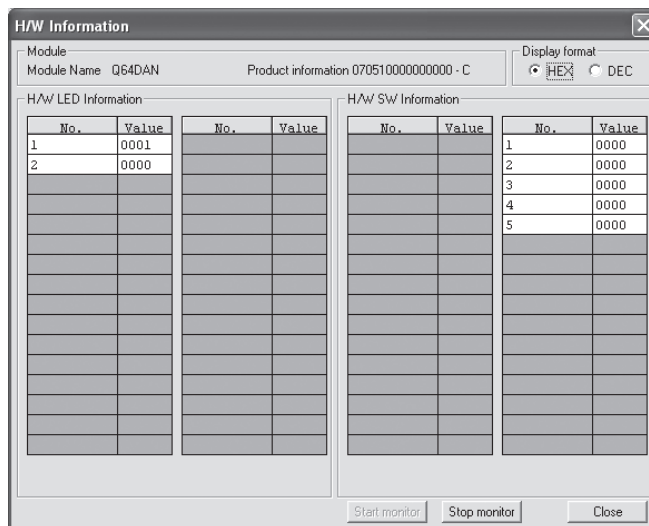 H/W Information
Module
Module Name Q64DAN Product information 070510000000000 - C
Display format
HEX DEC
H/W LED Information
No. Value No. Value
1 0001
2 0000
H/W SW Information
No. Value No. Value
1 0000
2 0000
3 0000
4 0000
5 0000
Start monitor Stop monitor Close